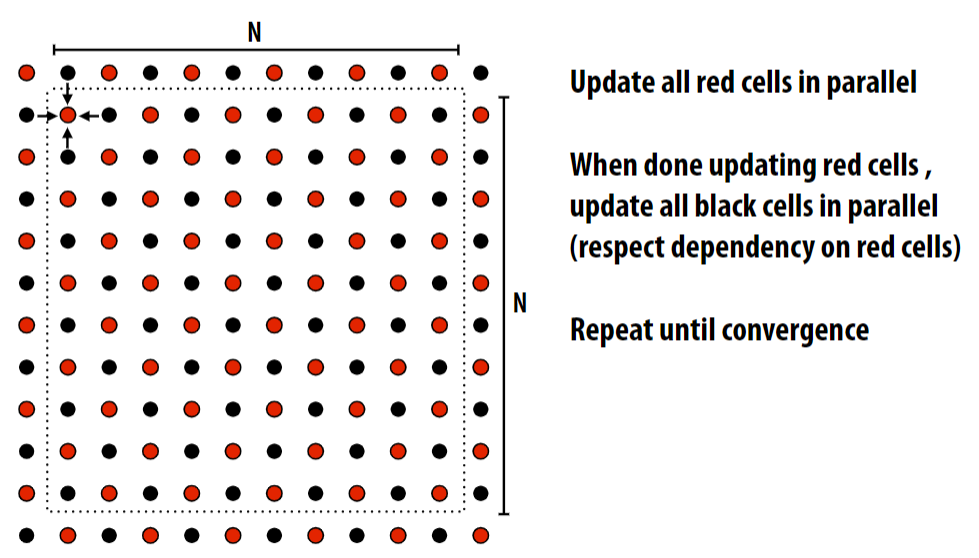 N
Update all red cells in parallel
When done updating red cells ,
update all black cells in parallel
(respect dependency on red cells)
N
Repeat until convergence